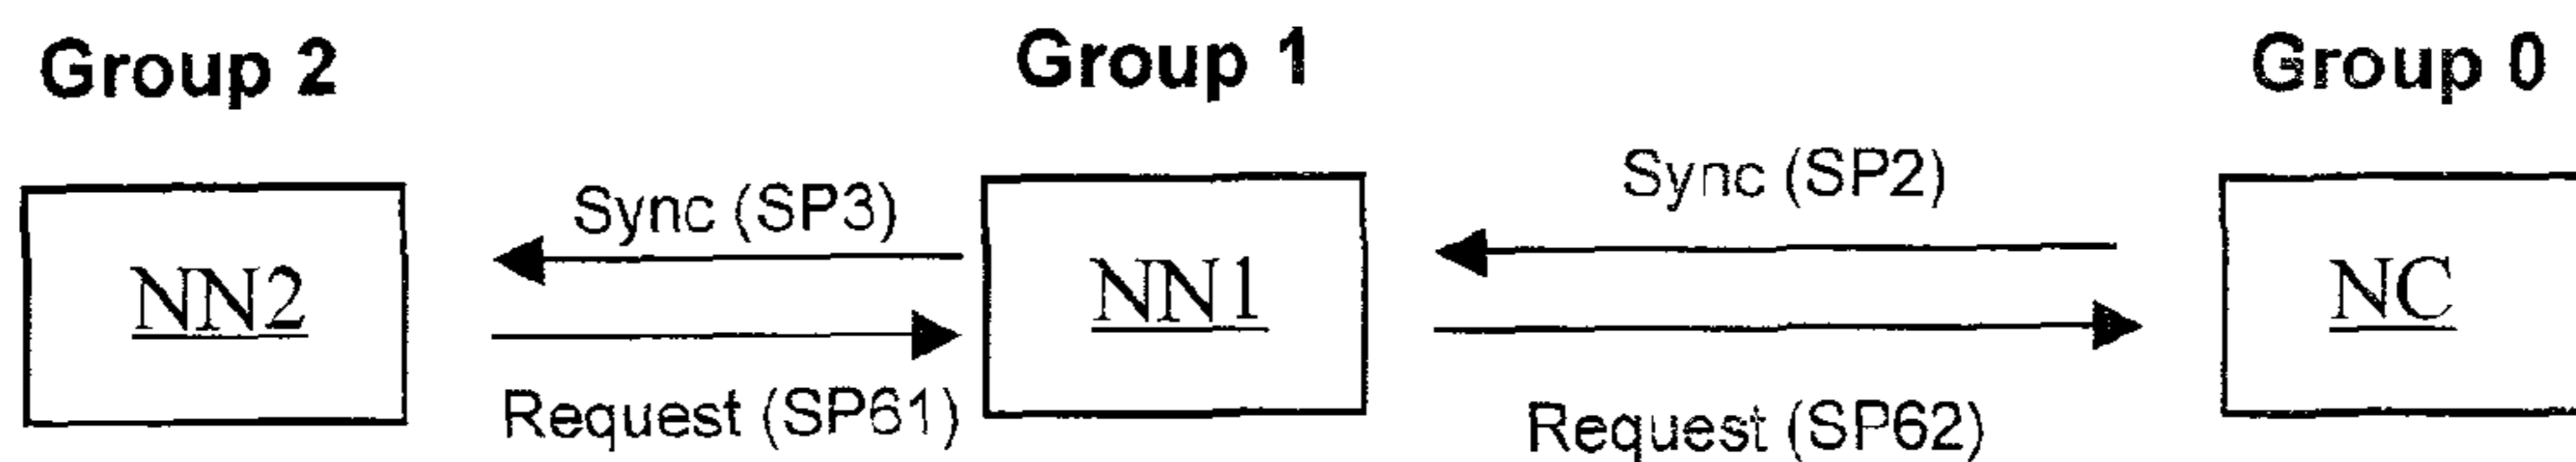 Group 2
Group 1
Group 0
Sync (SP3)
Sync (SP2)
NN2
NN1
NC
Request (SP61)
Request (SP62)